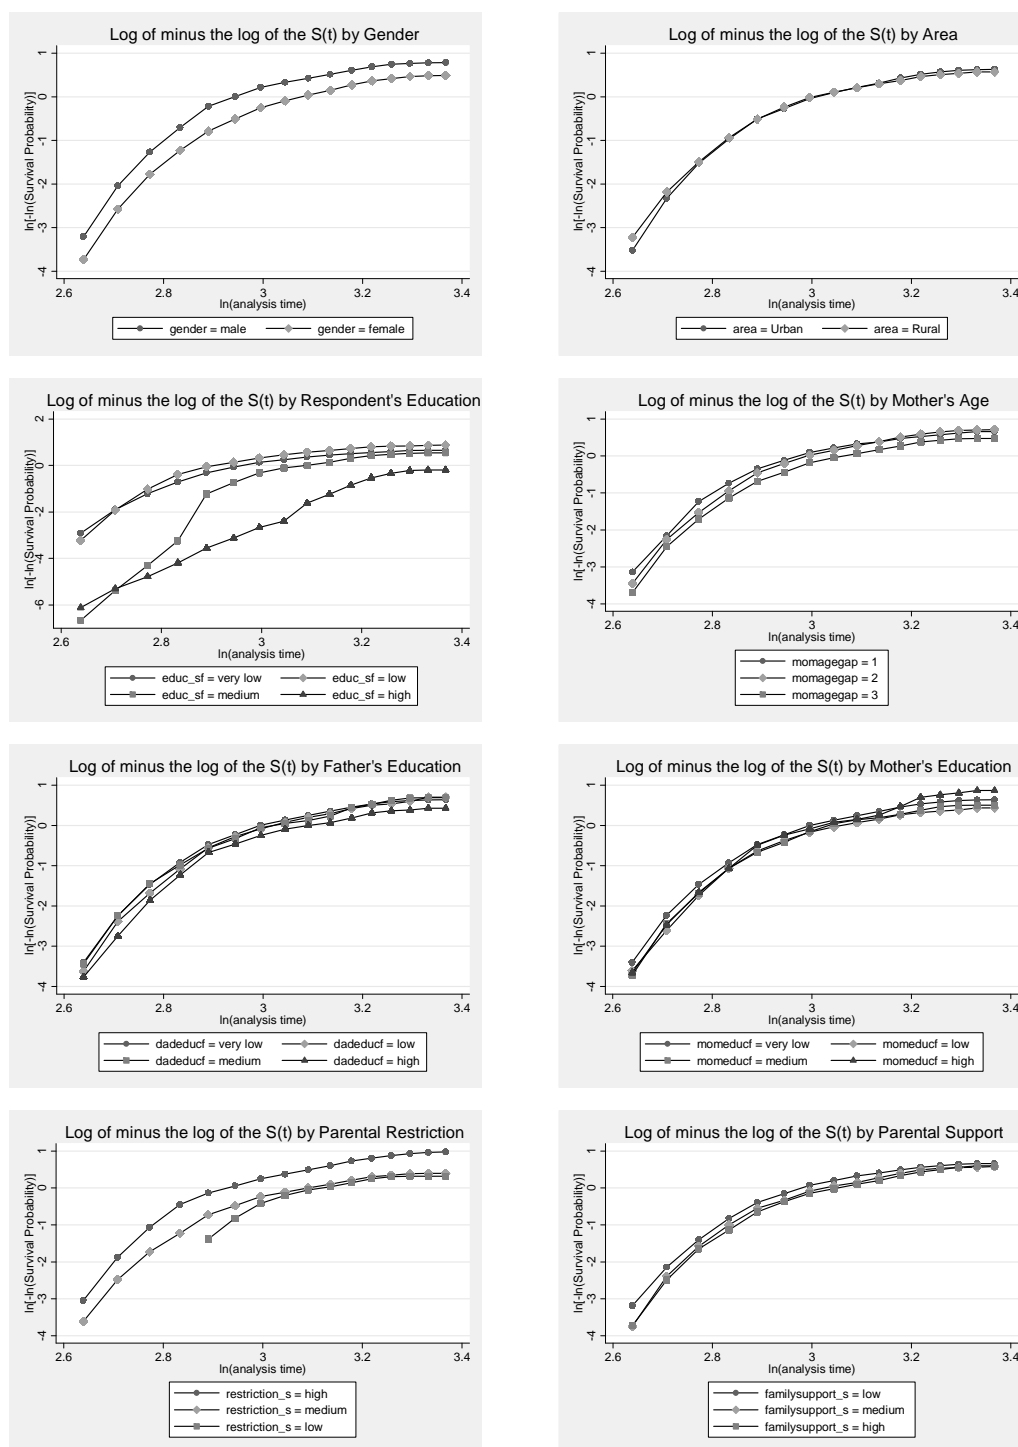 Log of minus the log of the S(t) by Gender
ln[-ln(Survival Probability)]
1
0
-1
-2
-3
-4
2.6 2.8 3 3.2 3.4
ln(analysis time)
gender = male gender = female
Log of minus the log of the S(t) by Area
ln[-ln(Survival Probability)]
1
0
-1
-2
-3
-4
2.6 2.8 3 3.2 3.4
ln(analysis time)
area = Urban area = Rural
Log of minus the log of the S(t) by Respondent's Education
ln[-ln(Survival Probability)]
2
0
-2
-4
-6
2.6 2.8 3 3.2 3.4
ln(analysis time)
educ_sf = very low educ_sf = low
educ_sf = medium educ_sf = high
Log of minus the log of the S(t) by Mother's Age
ln[-ln(Survival Probability)]
1
0
-1
-2
-3
-4
2.6 2.8 3 3.2 3.4
ln(analysis time)
momagegap = 1
momagegap = 2
momagegap = 3
Log of minus the log of the S(t) by Father's Education
ln[-ln(Survival Probability)]
1
0
-1
-2
-3
-4
2.6 2.8 3 3.2 3.4
ln(analysis time)
dadeducf = very low dadeducf = low
dadeducf = medium dadeducf = high
Log of minus the log of the S(t) by Mother's Education
ln[-ln(Survival Probability)]
1
0
-1
-2
-3
-4
2.6 2.8 3 3.2 3.4
ln(analysis time)
momeducf = very low momeducf = low
momeducf = medium momeducf = high
Log of minus the log of the S(t) by Parental Restriction
ln[-ln(Survival Probability)]
1
0
-1
-2
-3
-4
2.6 2.8 3 3.2 3.4
ln(analysis time)
restriction_s = high
restriction_s = medium
restriction_s = low
Log of minus the log of the S(t) by Parental Support
ln[-ln(Survival Probability)]
1
0
-1
-2
-3
-4
2.6 2.8 3 3.2 3.4
ln(analysis time)
familysupport_s = low
familysupport_s = medium
familysupport_s = high